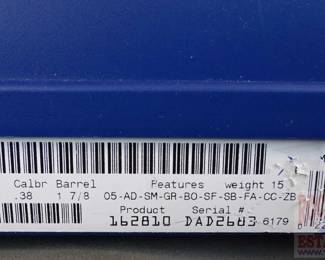 Calbr Barrel Features weight 15
.38 1 7/8 05-AD-SM-GR-BO-SF-SB-FA-CC-ZB
Product Serial #
162810 DAD2683 6179